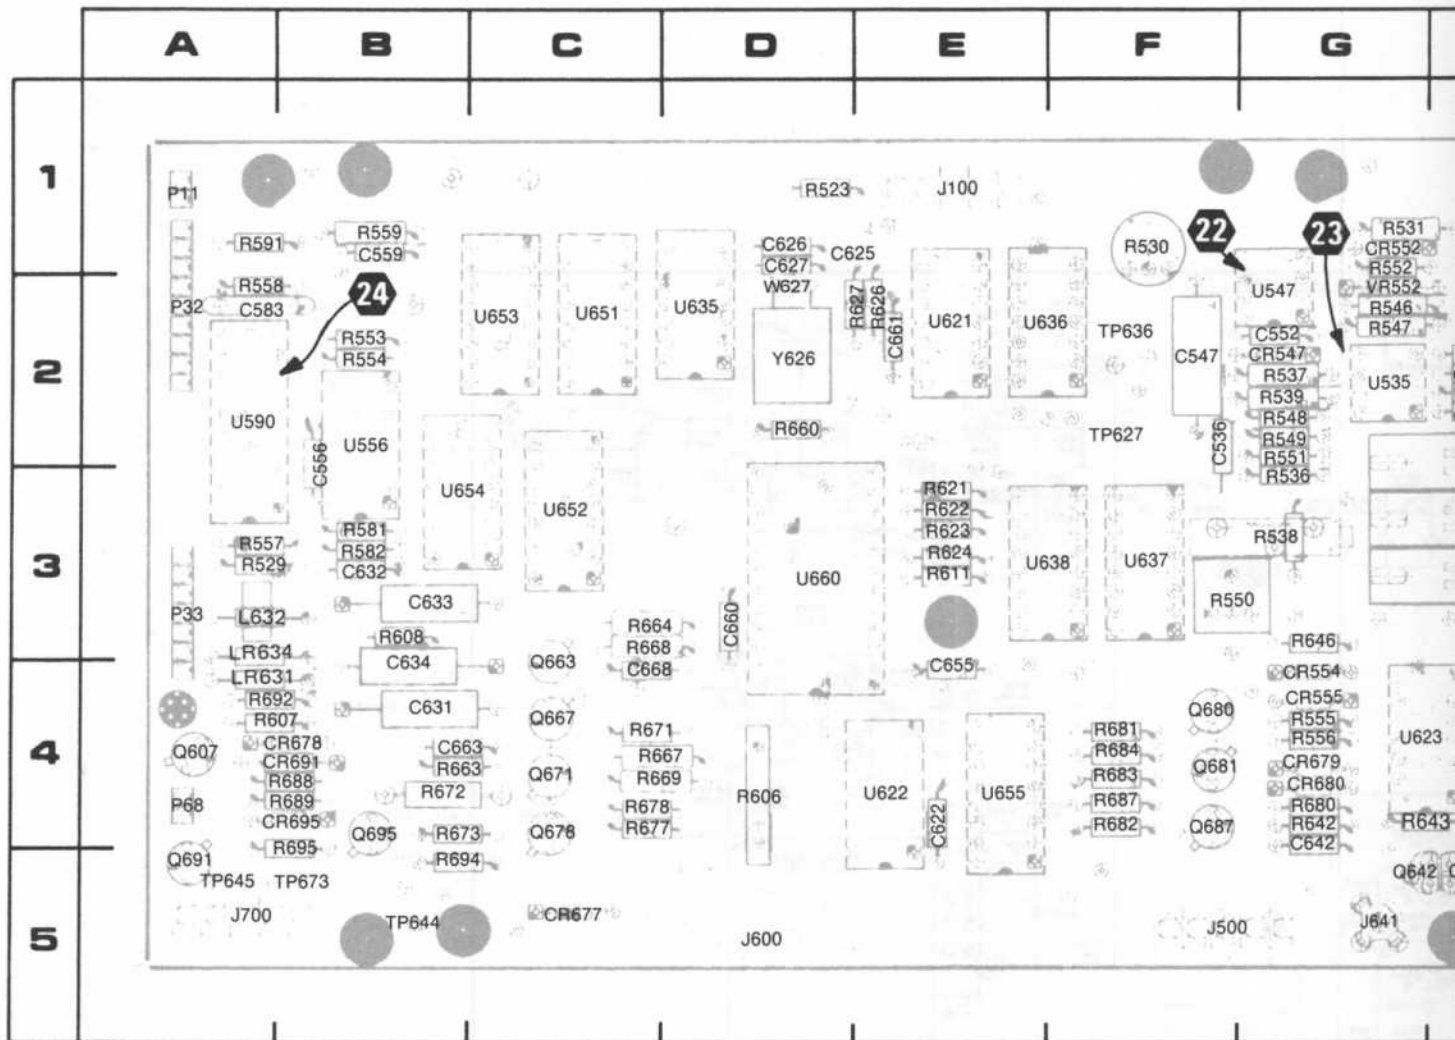 A B C D E F G
1
P11 R523 J100
R591 R559 C559 C626 C627 C625 R530 22 23 R531 CR552 R552
2
P32 R558 C583 24 R553 R554 U653 U651 U635 W627 Y626 R627 R626 C661 U621 U636 TP636 C547 U547 VR552 R546 R547
C552 CR547 R537 R539 R548 R549 R551 R536 U535
U590 C556 U556 U654 U652 R660 TP627 C536
3
R581 R582 C632 R557 R529 U660 R621 R622 R623 R624 R611 U638 U637 R538
P33 L632 C633 R608 R664 R668 C660 R550 R646
LR634 C634 Q663 C668 C655 CR554
LR631 R692 R607 C631 Q667 Q680 CR555
4
Q607 CR678 CR691 R688 R689 CR695 C663 R663 R672 Q671 R671 R667 R669 R678 R677 R606 U622 C622 U655 R681 R684 R683 R687 R682 Q681 R555 R556 CR679 CR680 R680 R642 C642 U623 R643
P68 Q695 R673 Q678 Q687
Q691 R695 R694 Q642
TP645 TP673
5
J700 TP644 CR677 J600 J500 J641